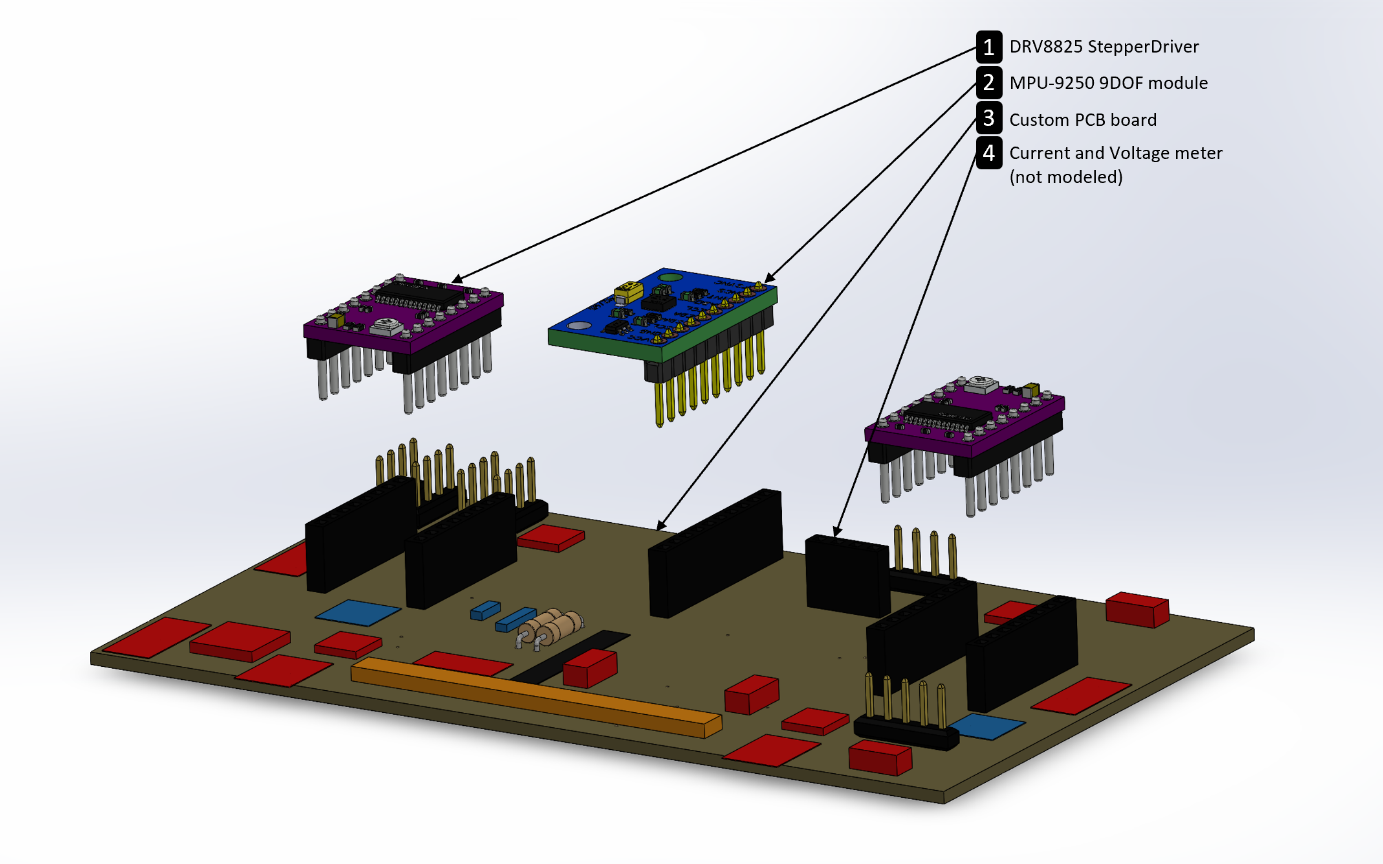 1 DRV8825 StepperDriver
2 MPU-9250 9DOF module
3 Custom PCB board
4 Current and Voltage meter
(not modeled)